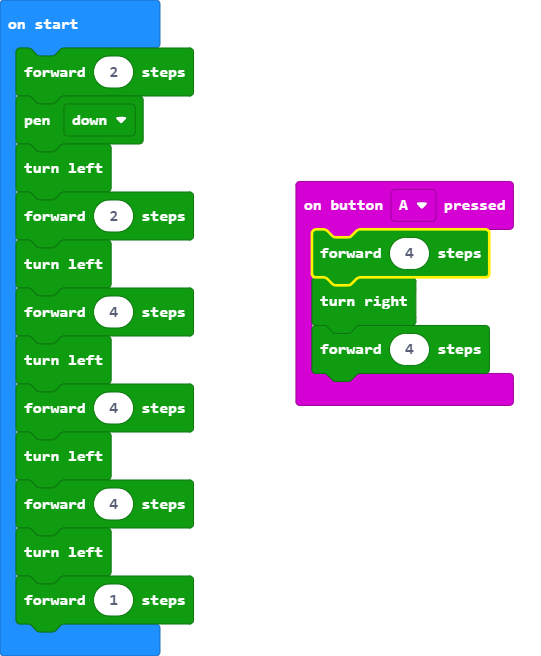 on start
forward 2 steps
pen down
turn left
forward 2 steps
turn left
forward 4 steps
turn left
forward 4 steps
turn left
forward 4 steps
turn left
forward 1 steps
on button A pressed
forward 4 steps
turn right
forward 4 steps